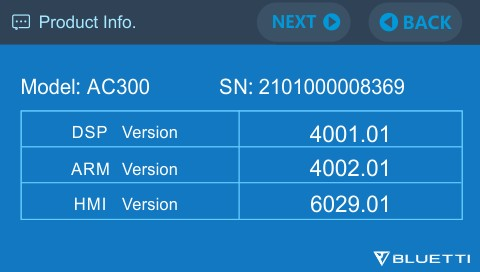 Product Info.
NEXT
BACK
Model: AC300
SN: 2101000008369
DSP Version 4001.01
ARM Version 4002.01
HMI Version 6029.01
BLUETTI